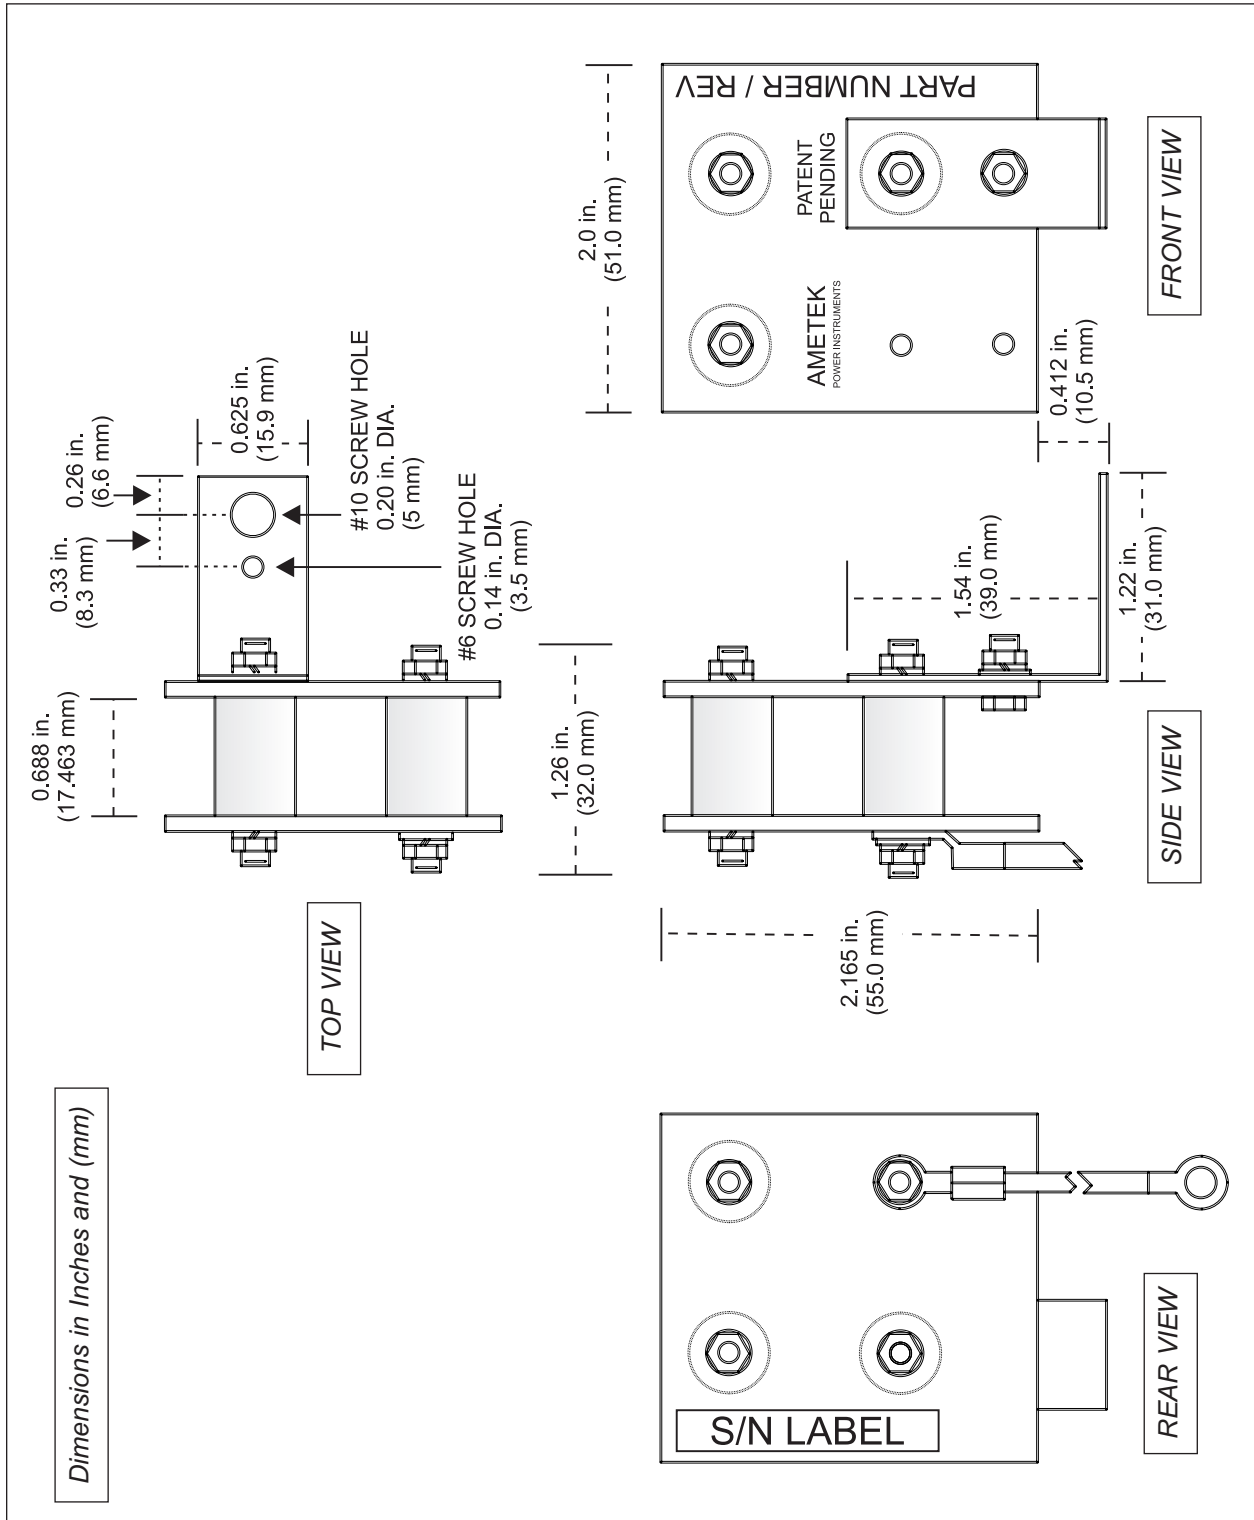 Dimensions in Inches and (mm)
TOP VIEW
0.688 in.
(17.463 mm)
0.33 in.
(8.3 mm)
0.26 in.
(6.6 mm)
0.625 in.
(15.9 mm)
#10 SCREW HOLE
0.20 in. DIA.
(5 mm)
#6 SCREW HOLE
0.14 in. DIA.
(3.5 mm)
1.26 in.
(32.0 mm)
S/N LABEL
REAR VIEW
2.165 in.
(55.0 mm)
1.54 in.
(39.0 mm)
1.22 in.
(31.0 mm)
SIDE VIEW
2.0 in.
(51.0 mm)
0.412 in.
(10.5 mm)
AMETEK
POWER INSTRUMENTS
PATENT
PENDING
PART NUMBER / REV
FRONT VIEW